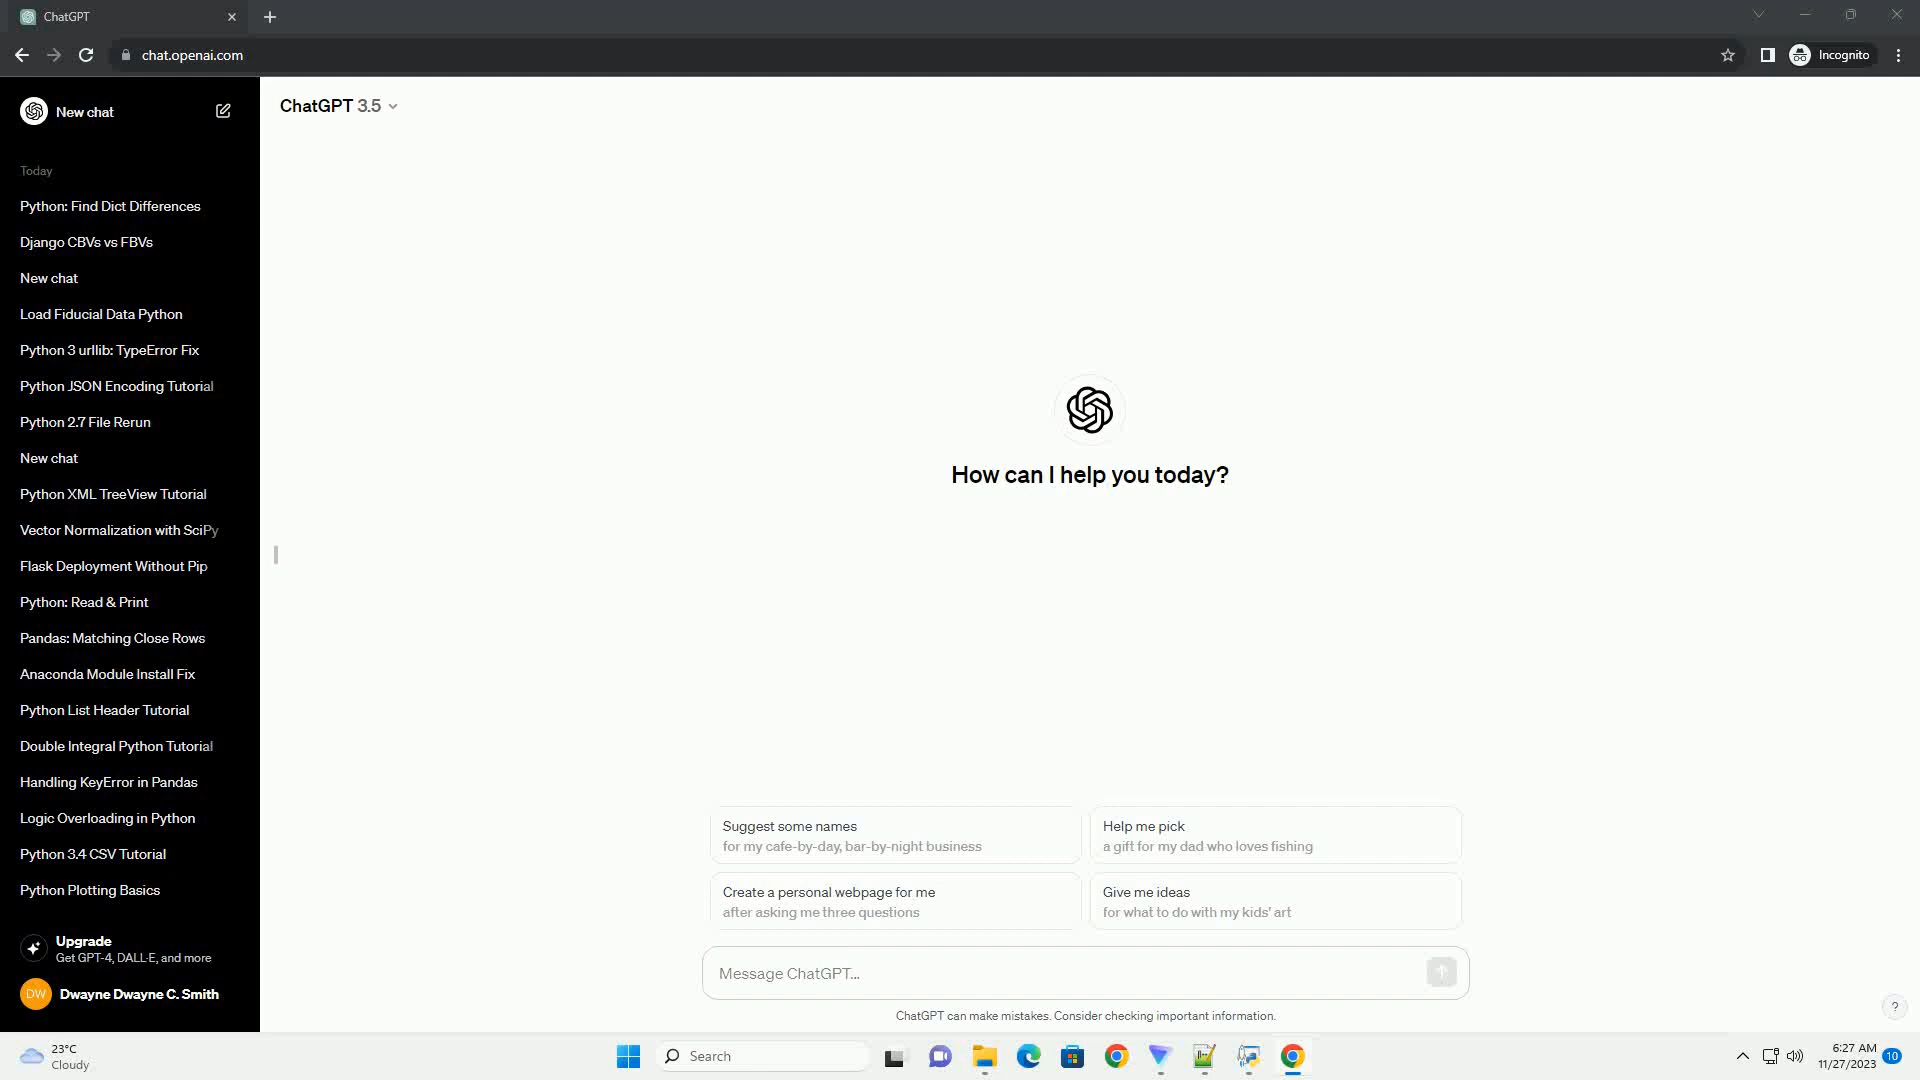 ChatGPT
chat.openai.com
Incognito
New chat
ChatGPT 3.5
Today
Python: Find Dict Differences
Django CBVs vs FBVs
New chat
Load Fiducial Data Python
Python 3 urllib: TypeError Fix
Python JSON Encoding Tutorial
Python 2.7 File Rerun
New chat
Python XML TreeView Tutorial
Vector Normalization with SciPy
Flask Deployment Without Pip
Python: Read & Print
Pandas: Matching Close Rows
Anaconda Module Install Fix
Python List Header Tutorial
Double Integral Python Tutorial
Handling KeyError in Pandas
Logic Overloading in Python
Python 3.4 CSV Tutorial
Python Plotting Basics
Upgrade
Get GPT-4, DALL·E, and more
DW
Dwayne Dwayne C. Smith
How can I help you today?
Suggest some names
for my cafe-by-day, bar-by-night business
Help me pick
a gift for my dad who loves fishing
Create a personal webpage for me
after asking me three questions
Give me ideas
for what to do with my kids' art
Message ChatGPT...
ChatGPT can make mistakes. Consider checking important information.
?
23°C
Cloudy
Search
6:27 AM
11/27/2023
10